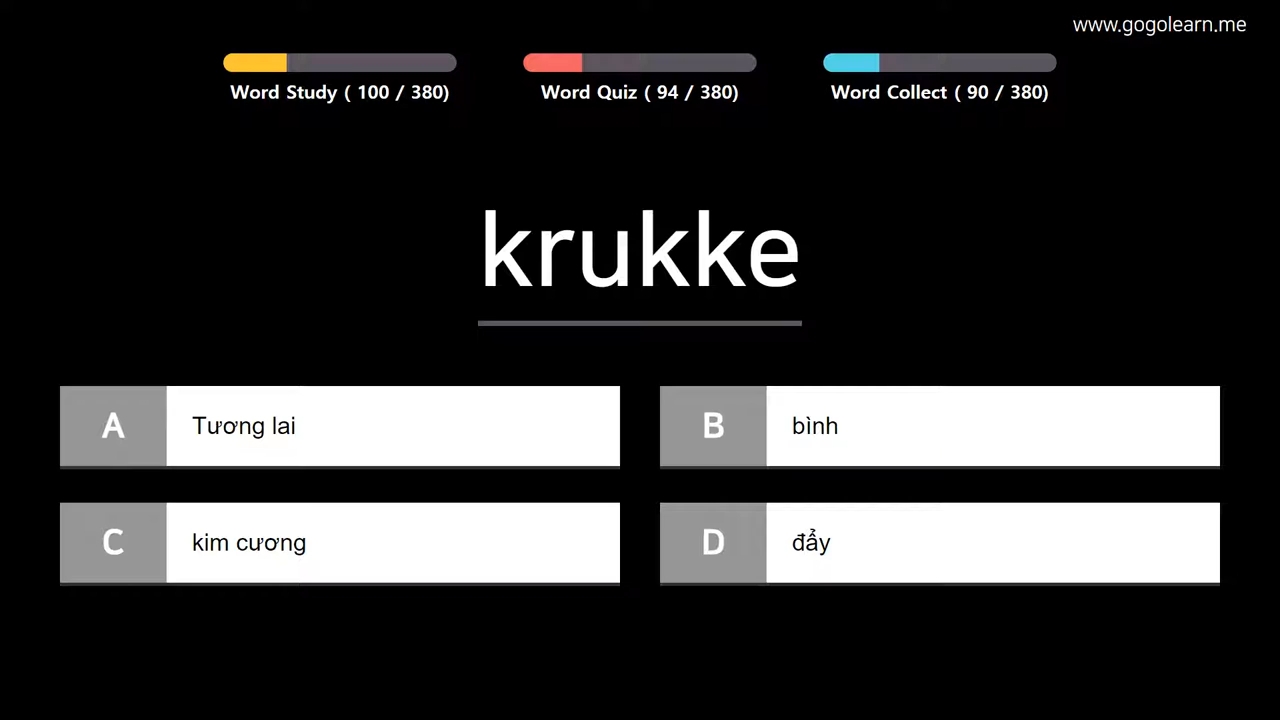 www.gogolearn.me
Word Study ( 100 / 380)
Word Quiz ( 94 / 380)
Word Collect ( 90 / 380)
krukke
A Tương lai
B bình
C kim cương
D đẩy